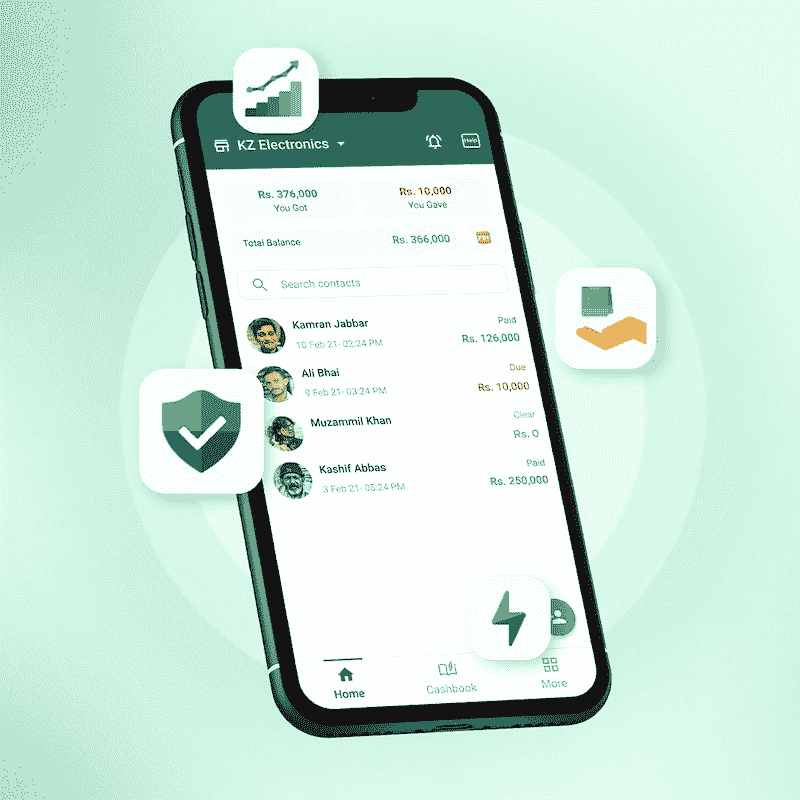 KZ Electronics
Help
Rs. 376,000
You Got
Rs. 10,000
You Gave
Total Balance
Rs. 366,000
Search contacts
Kamran Jabbar
Paid
10 Feb 21- 02:24 PM
Rs. 126,000
Ali Bhai
Due
9 Feb 21- 03:24 PM
Rs. 10,000
Muzammil Khan
Clear
Rs. 0
Kashif Abbas
Paid
3 Feb 21- 05:24 PM
Rs. 250,000
Home
Cashbook
More